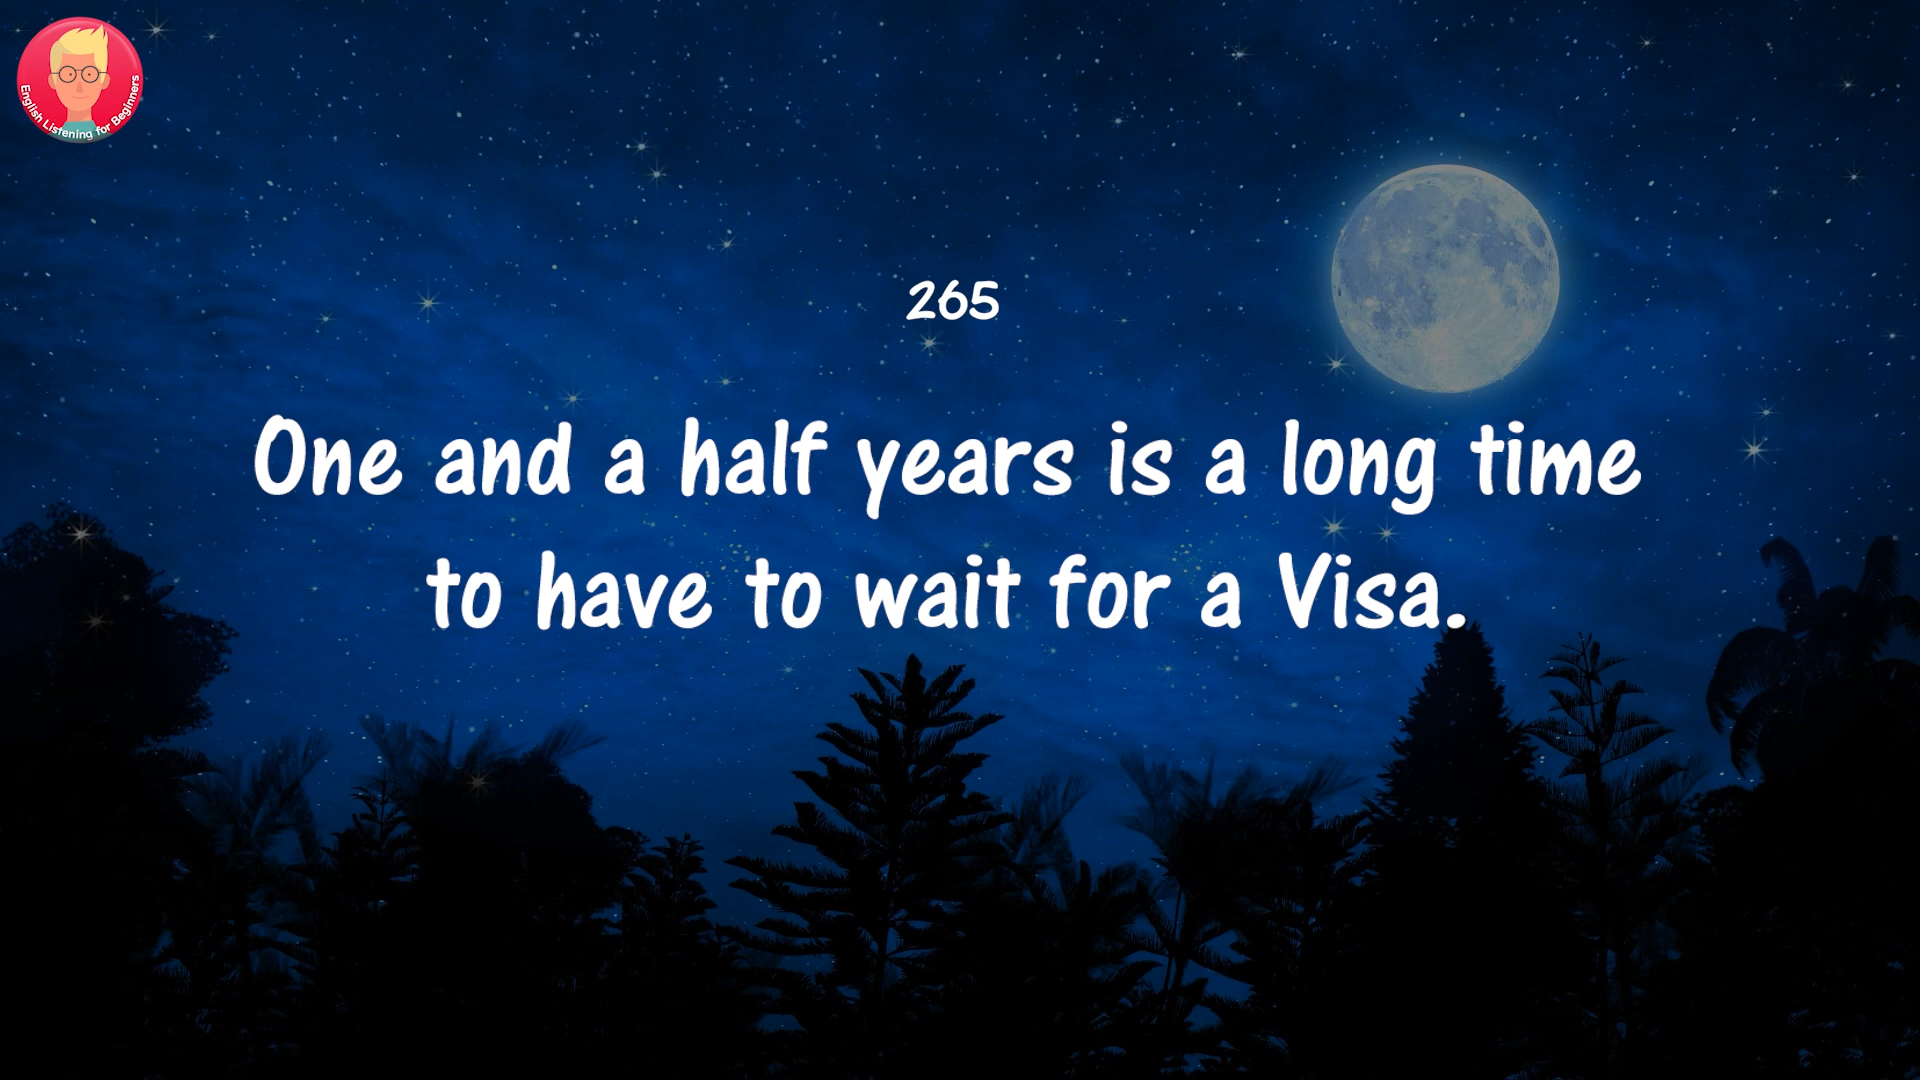 English Listening for Beginners
265
One and a half years is a long time
to have to wait for a Visa.